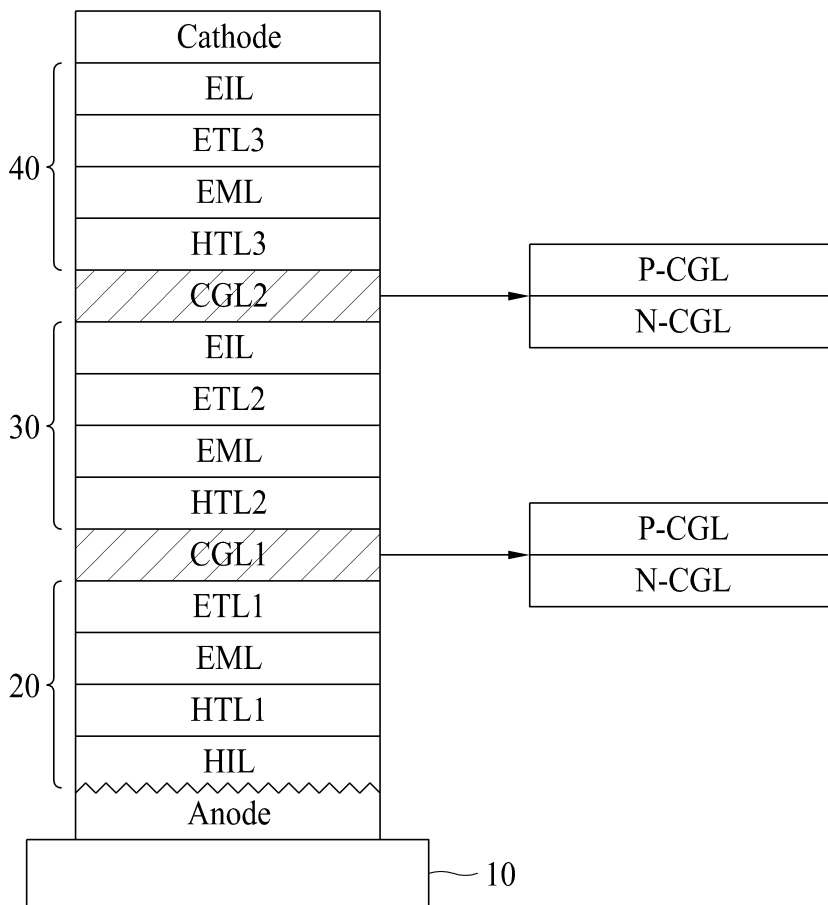 Cathode
EIL
ETL3
40
EML
HTL3
P-CGL
CGL2
N-CGL
EIL
ETL2
30
EML
HTL2
P-CGL
CGL1
N-CGL
ETL1
EML
20
HTL1
HIL
Anode
10